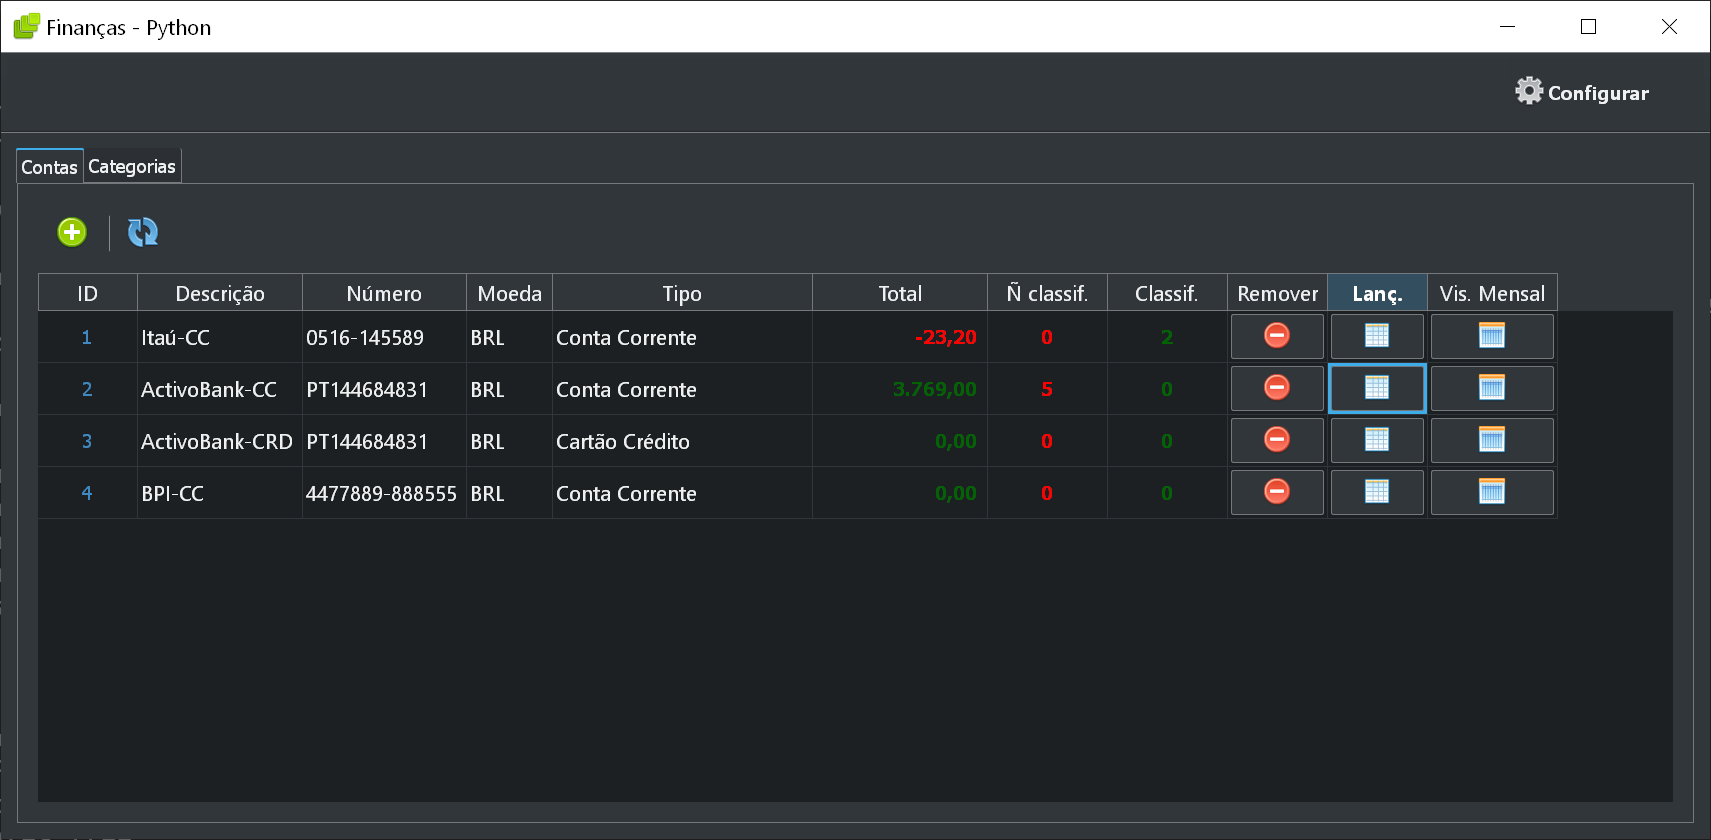 Finanças - Python
Configurar
Contas Categorias
ID Descrição Número Moeda Tipo Total Ñ classif. Classif. Remover Lanç. Vis. Mensal
1 Itaú-CC 0516-145589 BRL Conta Corrente -23,20 0 2
2 ActivoBank-CC PT144684831 BRL Conta Corrente 3.769,00 5 0
3 ActivoBank-CRD PT144684831 BRL Cartão Crédito 0,00 0 0
4 BPI-CC 4477889-888555 BRL Conta Corrente 0,00 0 0